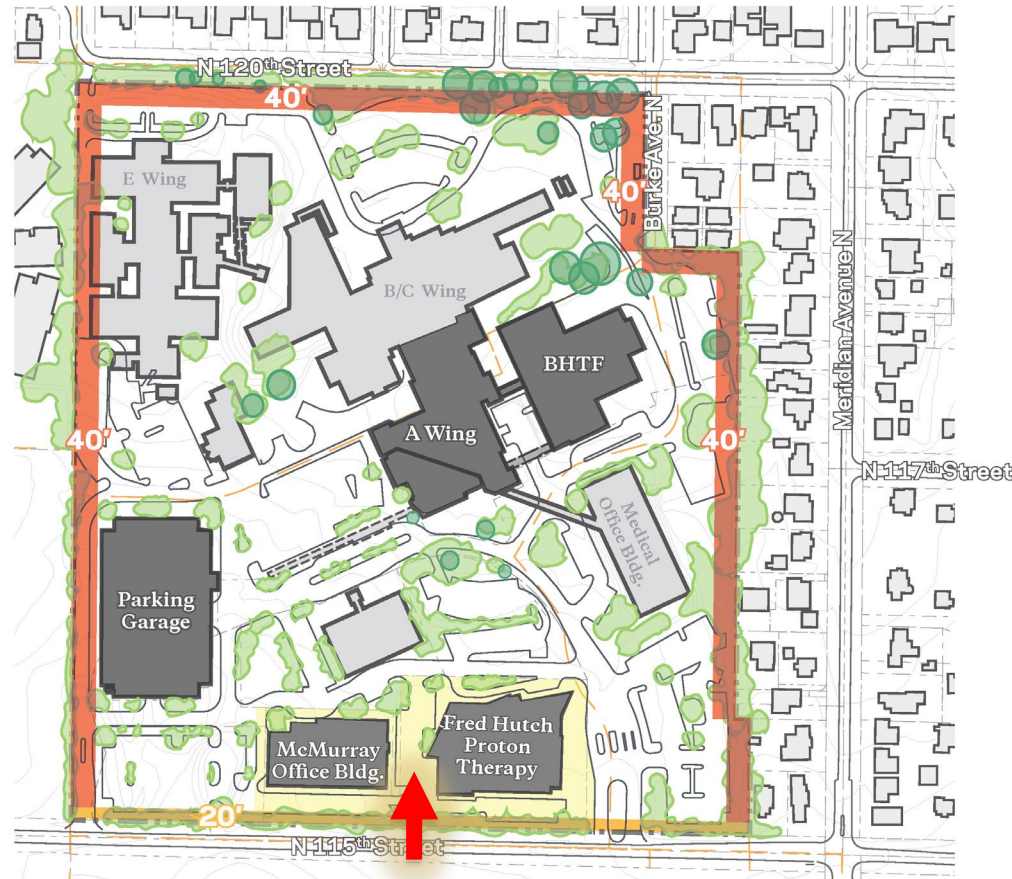 N 120th Street
40'
E Wing
40'
Burke Ave. N
B/C Wing
Meridian Avenue N
BHTF
A Wing
40'
40'
N 117th Street
Medical
Office Bldg.
Parking
Garage
Fred Hutch
Proton
Therapy
McMurray
Office Bldg.
20'
N 115th Street